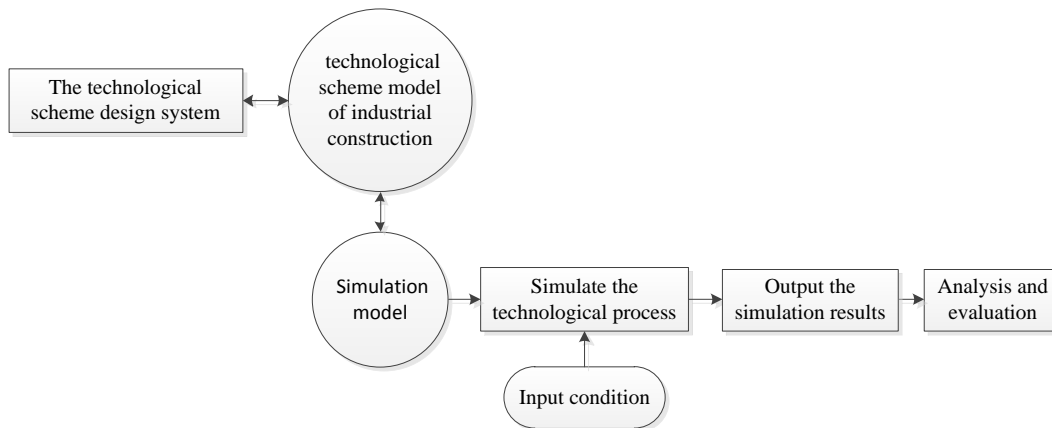 The technological
scheme design system
technological
scheme model
of industrial
construction
Simulation
model
Simulate the
technological process
Output the
simulation results
Analysis and
evaluation
Input condition